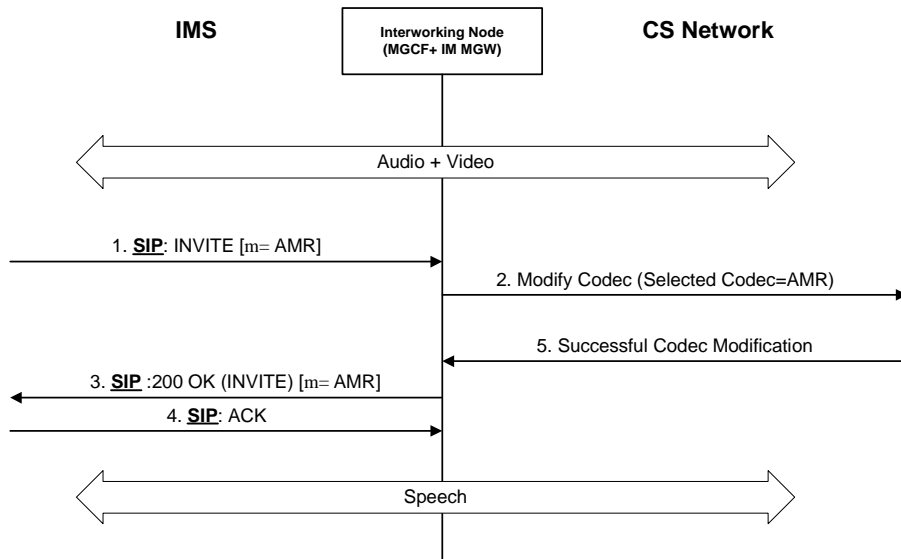 IMS
Interworking Node
(MGCF+ IM MGW)
CS Network
Audio + Video
1. SIP: INVITE [m= AMR]
2. Modify Codec (Selected Codec=AMR)
5. Successful Codec Modification
3. SIP :200 OK (INVITE) [m= AMR]
4. SIP: ACK
Speech